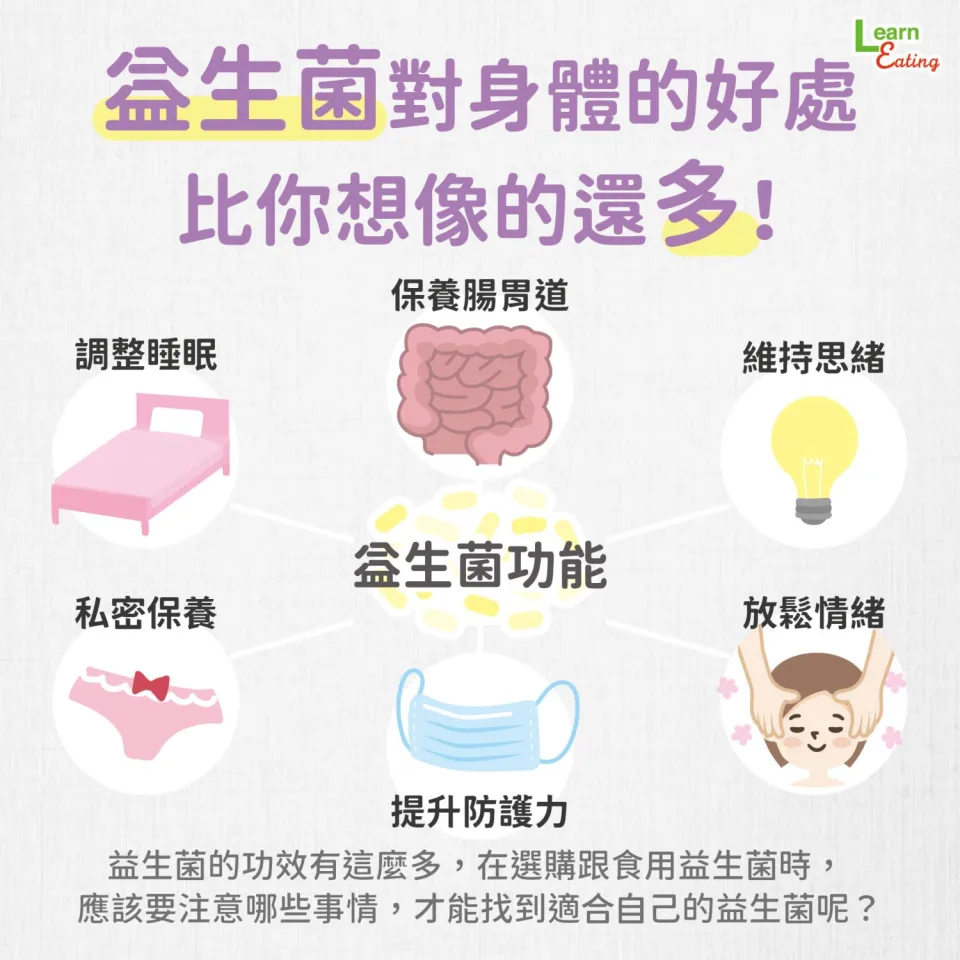 Learn
Eating
益生菌對身體的好處
比你想像的還多!
保養腸胃道
調整睡眠
維持思緒
益生菌功能
私密保養
放鬆情緒
提升防護力
益生菌的功效有這麼多，在選購跟食用益生菌時，
應該要注意哪些事情，才能找到適合自己的益生菌呢？